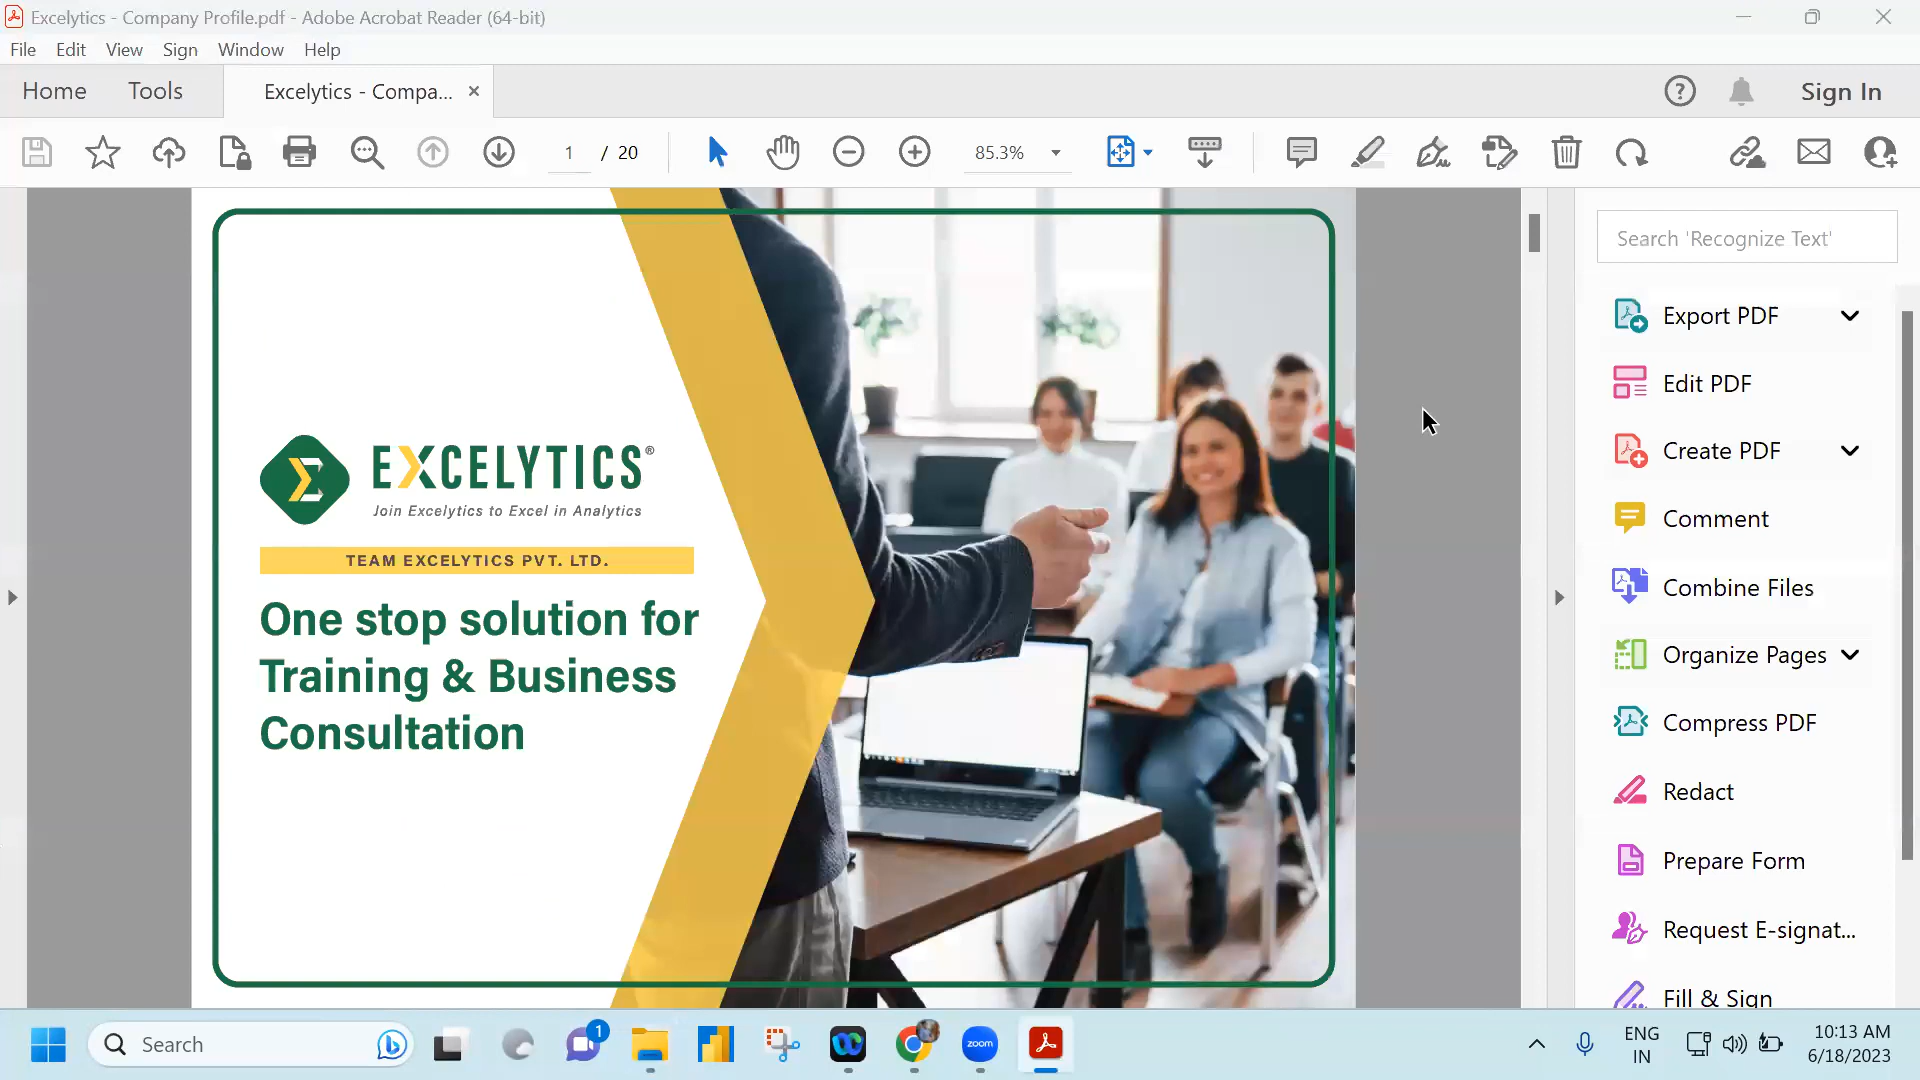 Excelytics - Company Profile.pdf - Adobe Acrobat Reader (64-bit)
File Edit View Sign Window Help
Home Tools Excelytics - Compa... × Sign In
1 / 20 85.3%
Search 'Recognize Text'
Export PDF
Edit PDF
Create PDF
Comment
Combine Files
Organize Pages
Compress PDF
Redact
Prepare Form
Request E-signat...
Fill & Sign
EXCELYTICS®
Join Excelytics to Excel in Analytics
TEAM EXCELYTICS PVT. LTD.
One stop solution for
Training & Business
Consultation
Search
1
zoom
ENG
IN
10:13 AM
6/18/2023